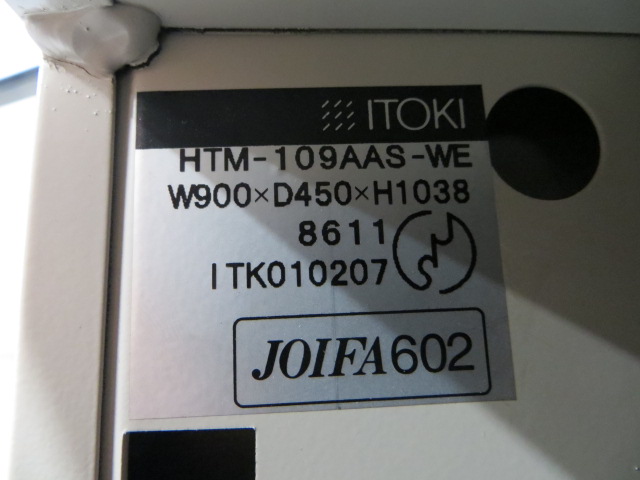 ITOKI
HTM-109AAS-WE
W900×D450×H1038
8611
ITK010207
JOIFA602